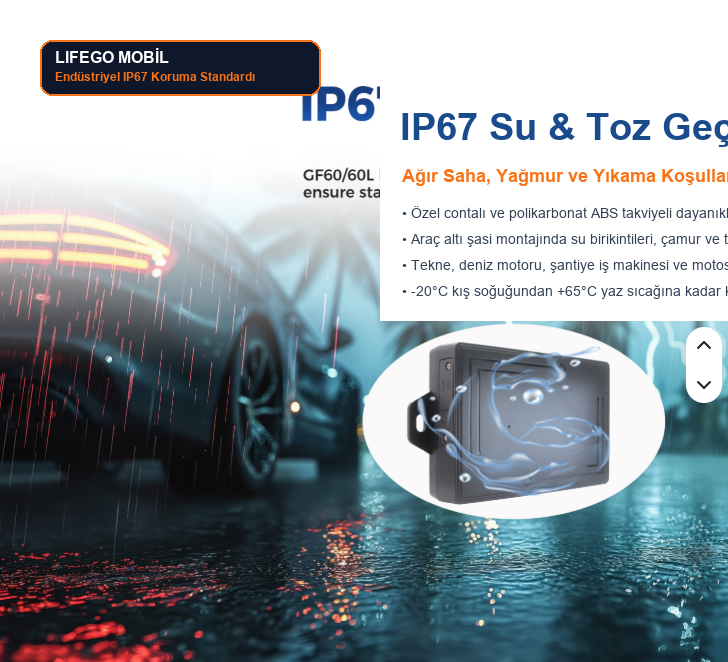 LIFEGO MOBİL
Endüstriyel IP67 Koruma Standardı
IP6
IP67 Su & Toz Geç
Ağır Saha, Yağmur ve Yıkama Koşulla
GF60/60L
ensure sta
• Özel contalı ve polikarbonat ABS takviyeli dayanıkl
• Araç altı şasi montajında su birikintileri, çamur ve t
• Tekne, deniz motoru, şantiye iş makinesi ve motos
• -20°C kış soğuğundan +65°C yaz sıcağına kadar k